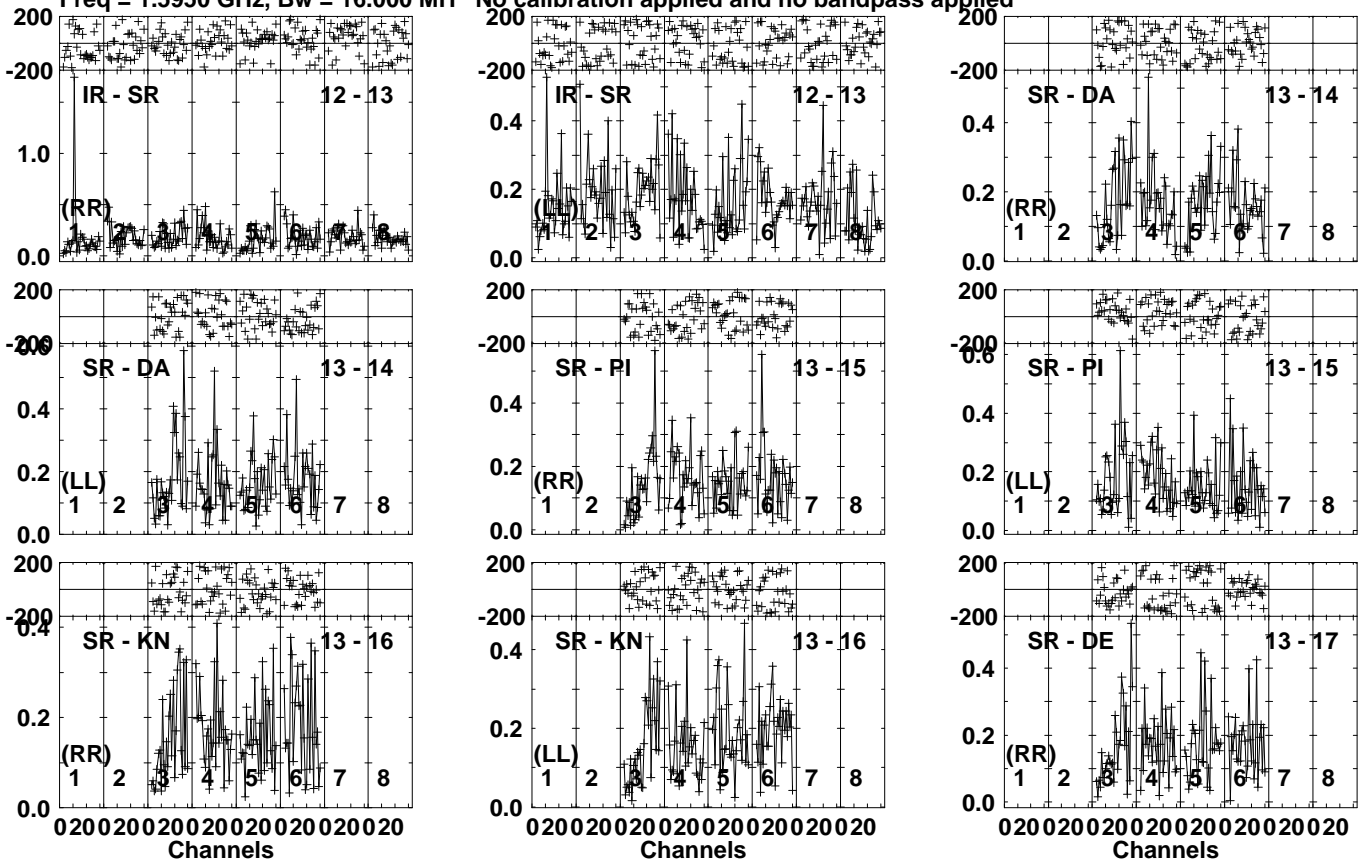 Freq = 1.5950 GHz, Bw = 16.000 MH No calibration applied and no bandpass applied
200 200 200
-200 -200 -200
IR - SR 12 - 13 IR - SR 12 - 13 SR - DA 13 - 14
0.4 0.4
1.0
0.2 0.2
(RR) (LL) (RR)
1 2 3 4 5 6 7 8 1 2 3 4 5 6 7 8 1 2 3 4 5 6 7 8
0.0 0.0 0.0
200 200 200
-200 -200 -200
0.6 0.6
SR - DA 13 - 14 SR - PI 13 - 15 SR - PI 13 - 15
0.4 0.4 0.4
0.2 0.2 0.2
(LL) (RR) (LL)
1 2 3 4 5 6 7 8 1 2 3 4 5 6 7 8 1 2 3 4 5 6 7 8
0.0 0.0 0.0
200 200 200
-200 -200 -200
0.4
SR - KN 13 - 16 SR - KN 13 - 16 SR - DE 13 - 17
0.4 0.4
0.2 0.2 0.2
(RR) (LL) (RR)
1 2 3 4 5 6 7 8 1 2 3 4 5 6 7 8 1 2 3 4 5 6 7 8
0.0 0.0 0.0
0 20 0 20 0 20 0 20 0 20 0 20 0 20 0 20 0 20 0 20 0 20 0 20 0 20 0 20 0 20 0 20 0 20 0 20 0 20 0 20 0 20 0 20 0 20 0 20
Channels Channels Channels